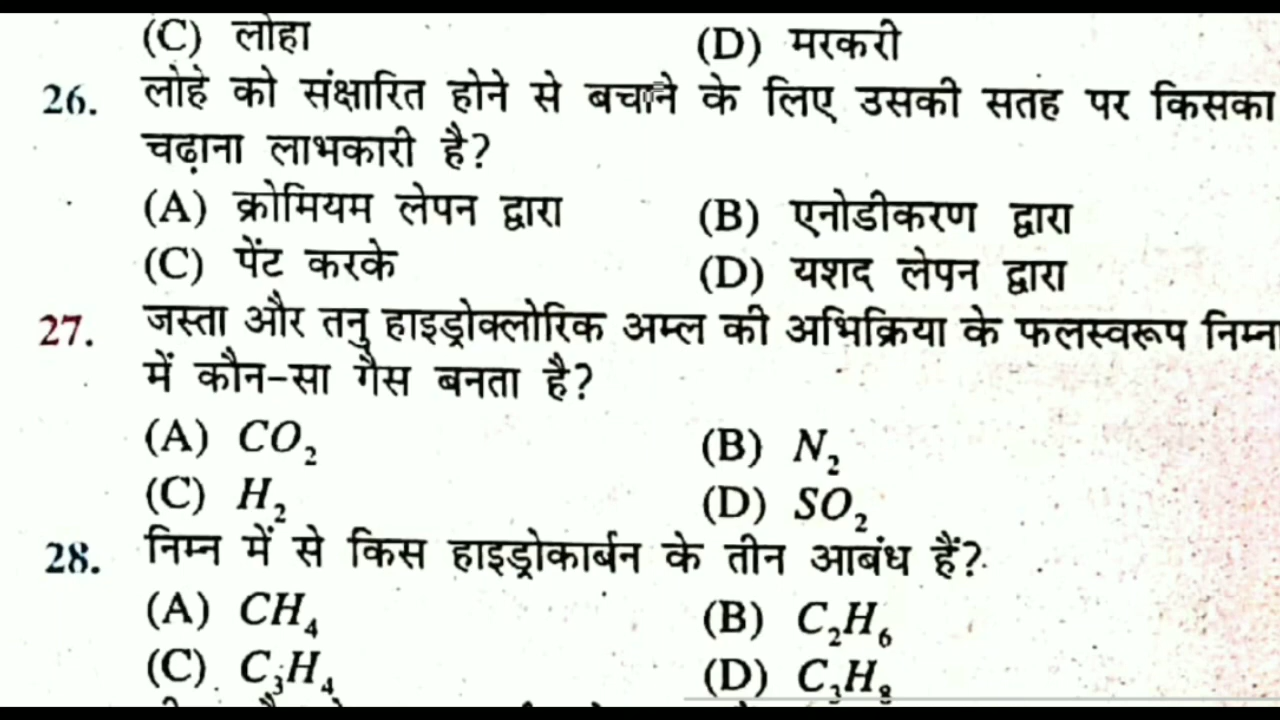 (C) लोहा (D) मरकरी
26. लोहे को संक्षारित होने से बचाने के लिए उसकी सतह पर किसका
चढ़ाना लाभकारी है?
(A) क्रोमियम लेपन द्वारा (B) एनोडीकरण द्वारा
(C) पेंट करके (D) यशद लेपन द्वारा
27. जस्ता और तनु हाइड्रोक्लोरिक अम्ल की अभिक्रिया के फलस्वरूप निम्न
में कौन-सा गैस बनता है?
(A) CO₂ (B) N₂
(C) H₂ (D) SO₂
28. निम्न में से किस हाइड्रोकार्बन के तीन आबंध हैं?
(A) CH₄ (B) C₂H₆
(C) C₃H₄ (D) C₃H₈